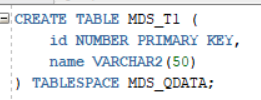 CREATE TABLE MDS_T1 (
id NUMBER PRIMARY KEY,
name VARCHAR2(50)
) TABLESPACE MDS_QDATA;